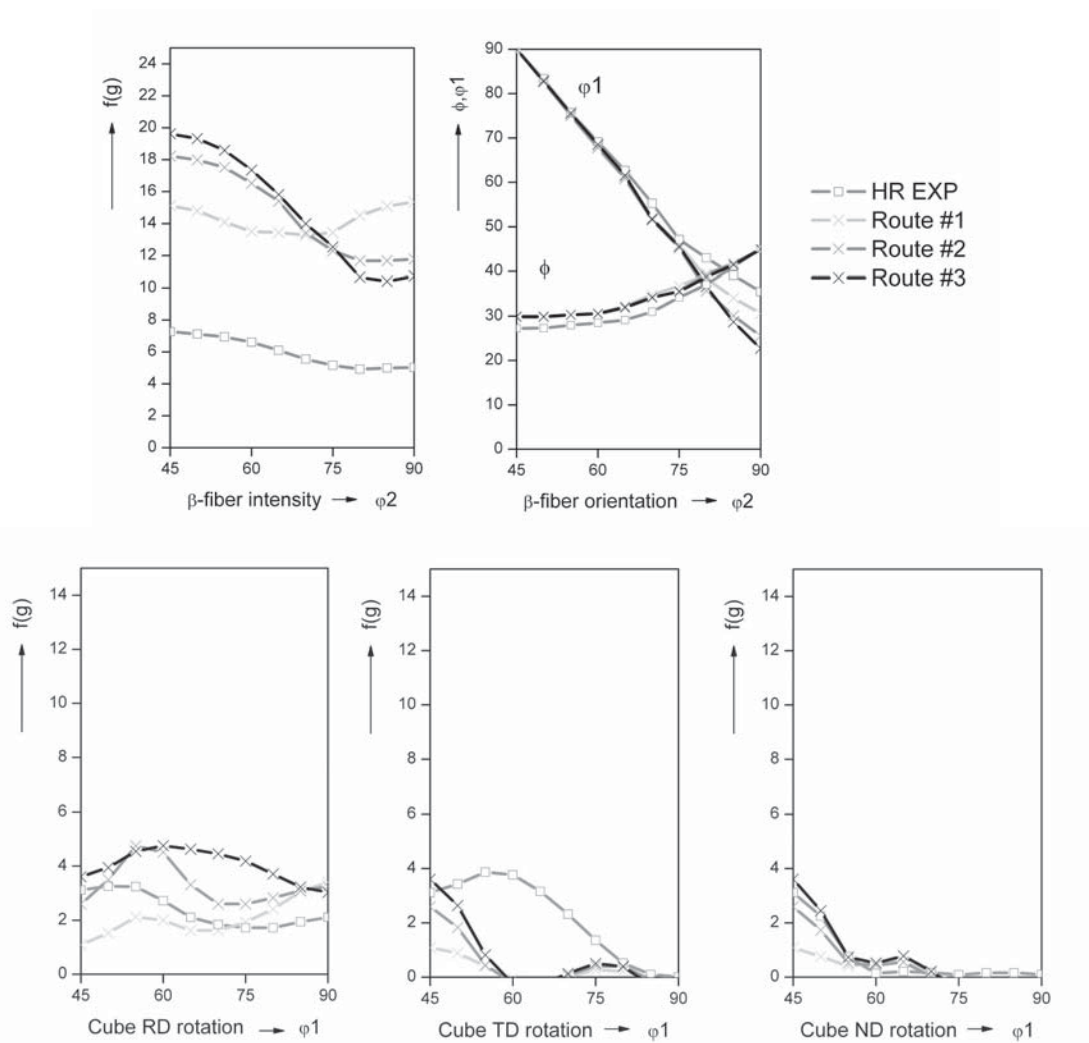 f(g)
24
22
20
18
16
14
12
10
8
6
4
2
0
45 60 75 90
β-fiber intensity → φ2
ϕ,φ1
90
80
70
60
50
40
30
20
10
0
φ1
ϕ
45 60 75 90
β-fiber orientation → φ2
HR EXP
Route #1
Route #2
Route #3
f(g)
14
12
10
8
6
4
2
0
45 60 75 90
Cube RD rotation → φ1
f(g)
14
12
10
8
6
4
2
0
45 60 75 90
Cube TD rotation → φ1
f(g)
14
12
10
8
6
4
2
0
45 60 75 90
Cube ND rotation → φ1